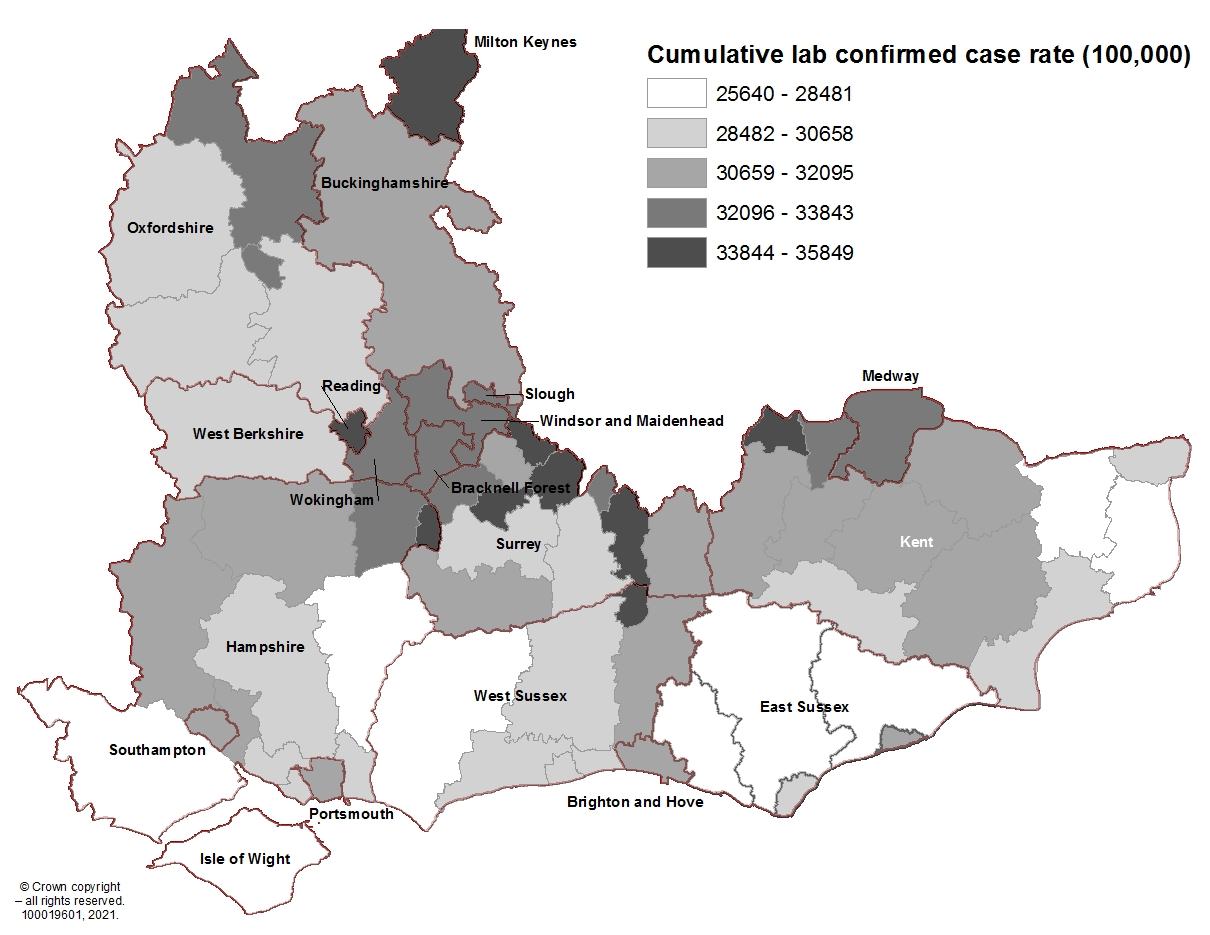 Milton Keynes
Cumulative lab confirmed case rate (100,000)
25640 - 28481
28482 - 30658
30659 - 32095
32096 - 33843
33844 - 35849
Buckinghamshire
Oxfordshire
Reading
Slough
Medway
Windsor and Maidenhead
West Berkshire
Bracknell Forest
Wokingham
Surrey
Kent
Hampshire
West Sussex
East Sussex
Southampton
Brighton and Hove
Portsmouth
Isle of Wight
© Crown copyright
– all rights reserved.
100019601, 2021.